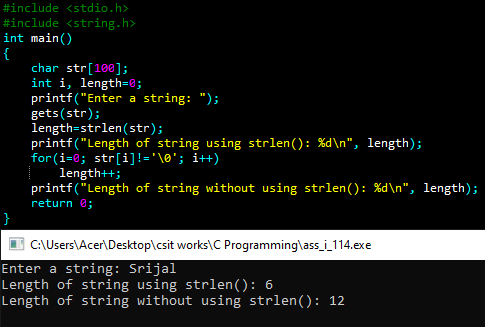 #include <stdio.h>
#include <string.h>
int main()
{
    char str[100];
    int i, length=0;
    printf("Enter a string: ");
    gets(str);
    length=strlen(str);
    printf("Length of string using strlen(): %d\n", length);
    for(i=0; str[i]!='\0'; i++)
        length++;
    printf("Length of string without using strlen(): %d\n", length);
    return 0;
}
C:\Users\Acer\Desktop\csit works\C Programming\ass_i_114.exe
Enter a string: Srijal
Length of string using strlen(): 6
Length of string without using strlen(): 12